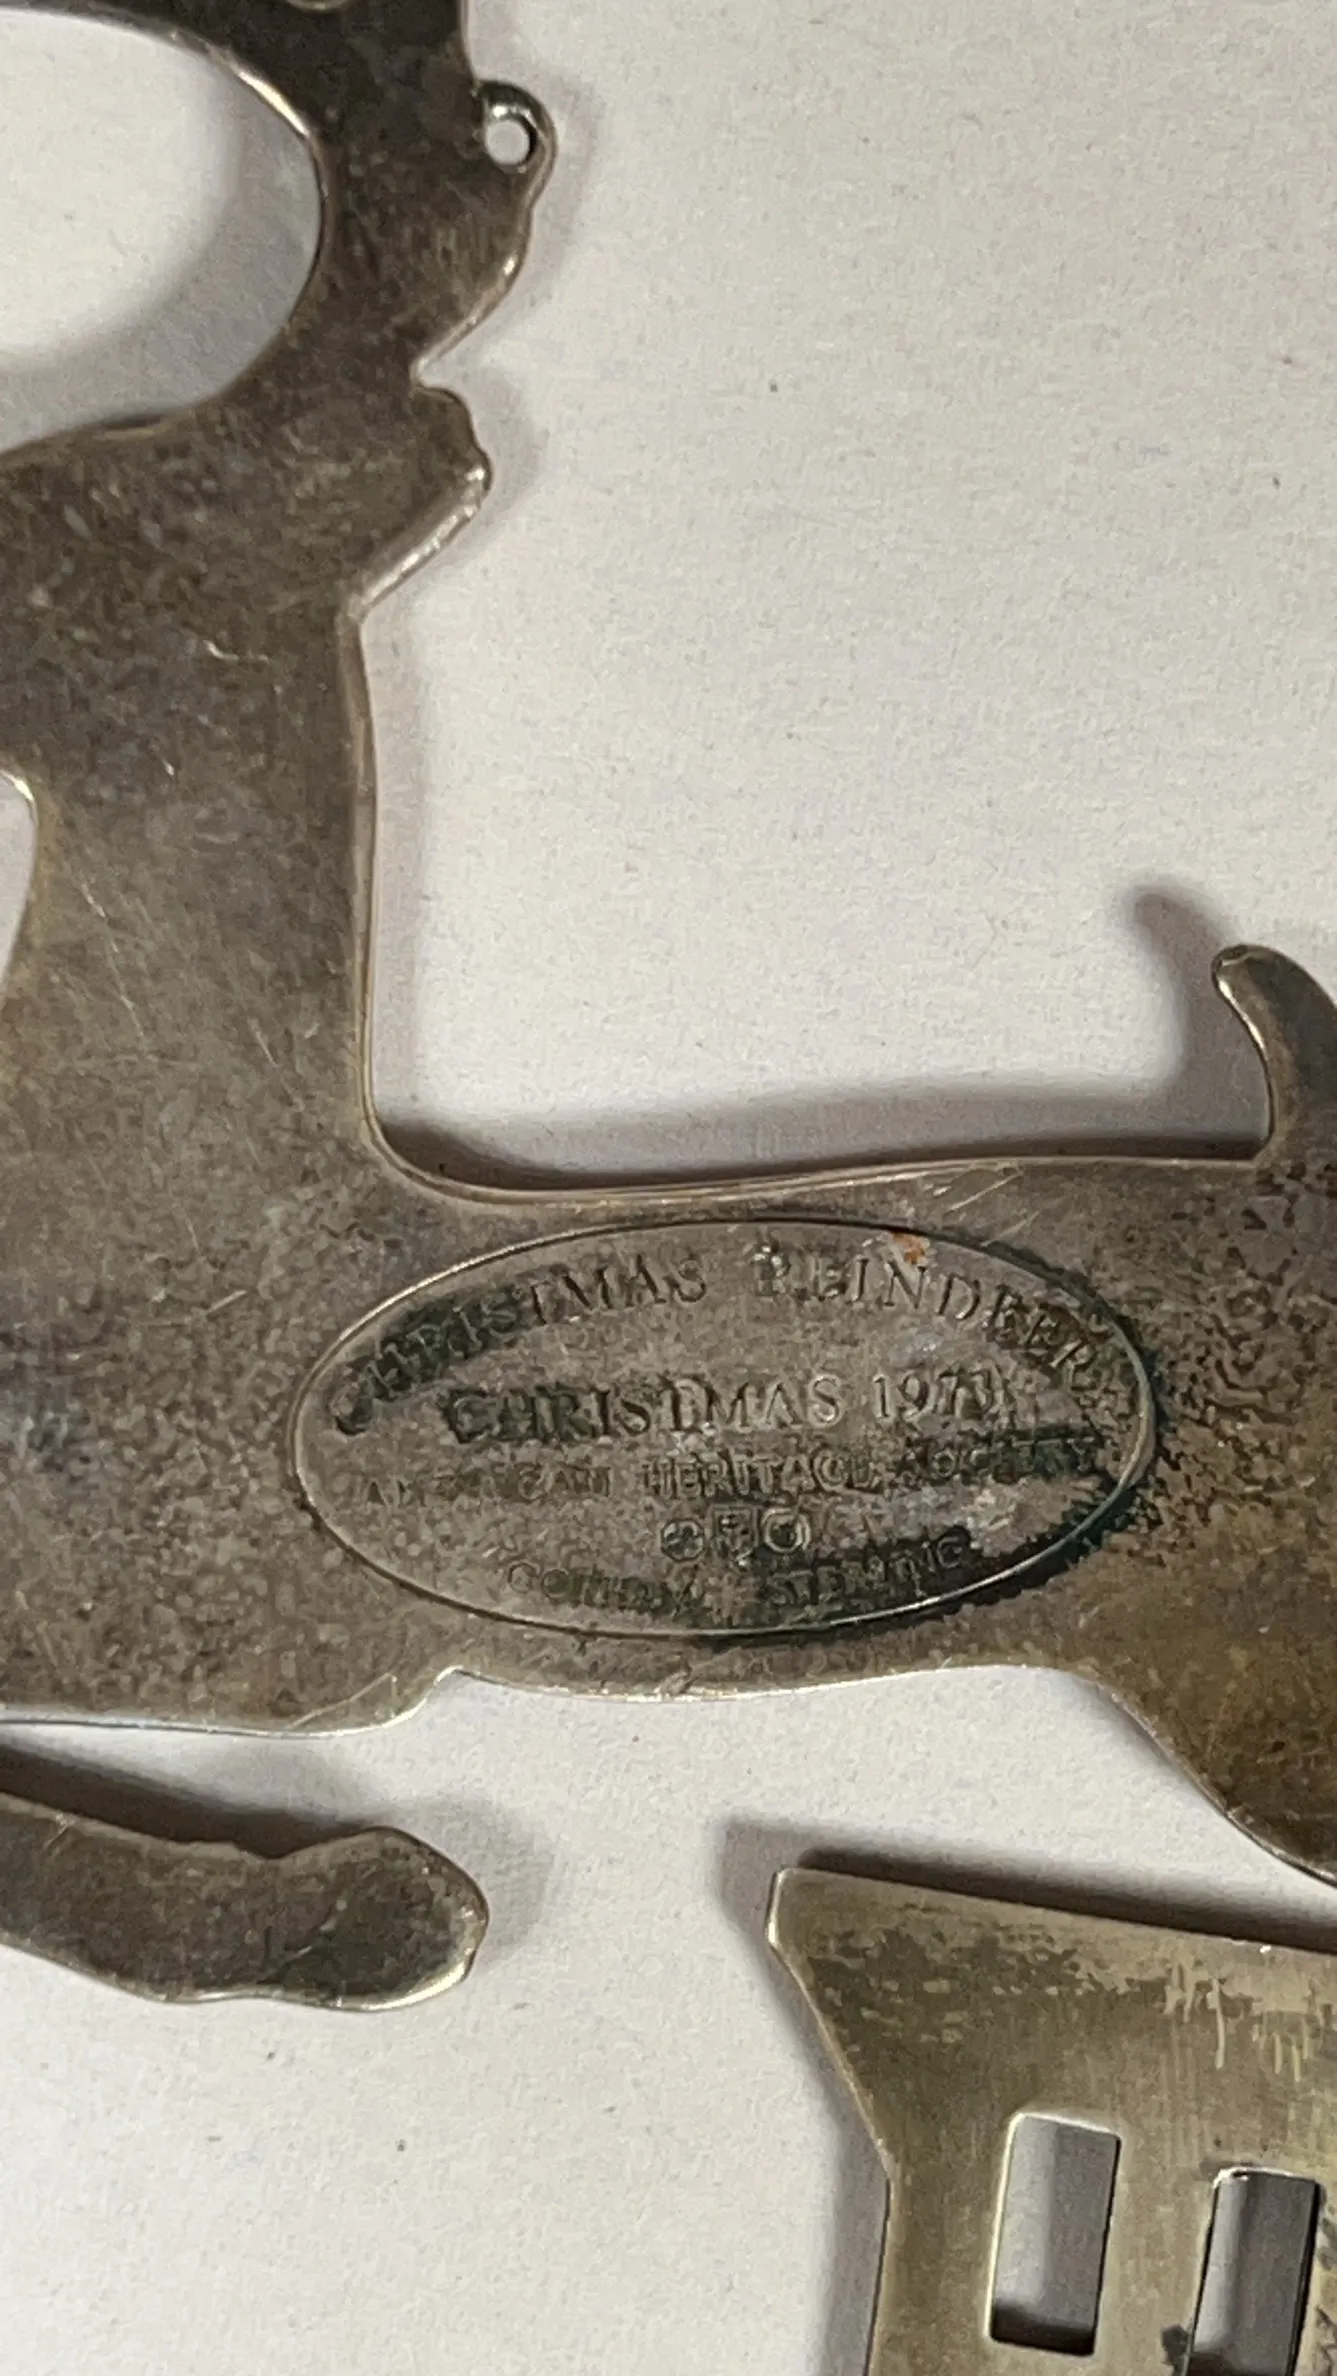 CHRISTMAS REINDEER
CHRISTMAS 1973
AMERICAN HERITAGE SOCIETY
GORHAM STERLING